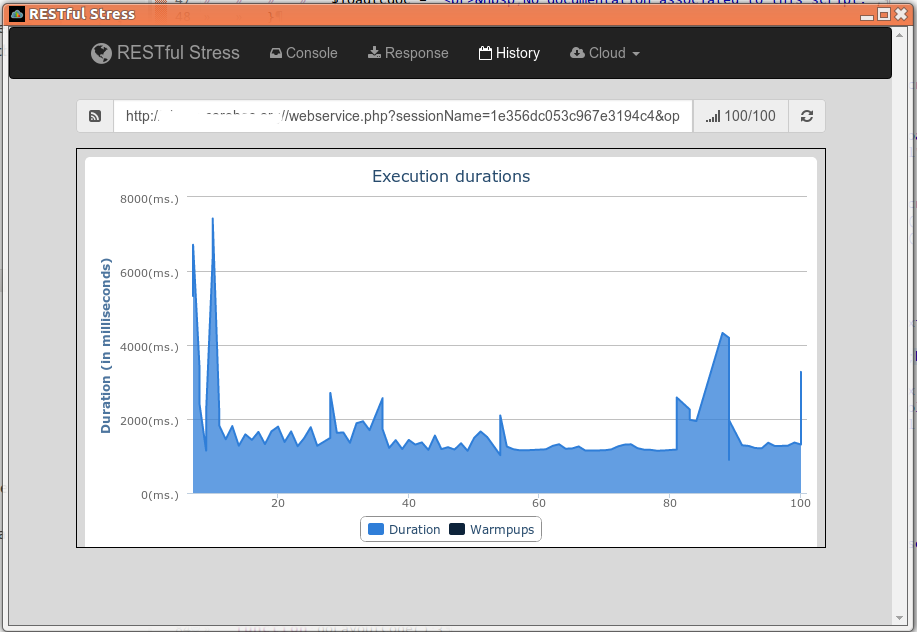 RESTful Stress
RESTful Stress Console Response History Cloud
http:/ //webservice.php?sessionName=1e356dc053c967e3194c4&op 100/100
Execution durations
8000(ms.)
6000(ms.)
4000(ms.)
2000(ms.)
0(ms.)
Duration (in milliseconds)
20 40 60 80 100
Duration Warmpups